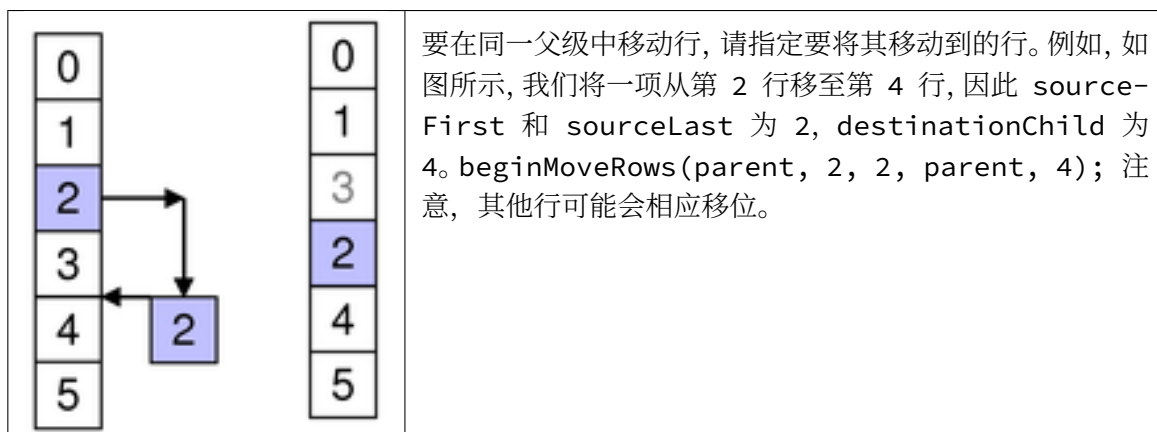 0
1
2
3
4
5
2
0
1
3
2
4
5
要在同一父级中移动行, 请指定要将其移动到的行。例如, 如
图所示, 我们将一项从第 2 行移至第 4 行, 因此 source-
First 和 sourceLast 为 2, destinationChild 为
4。beginMoveRows(parent, 2, 2, parent, 4); 注
意, 其他行可能会相应移位。